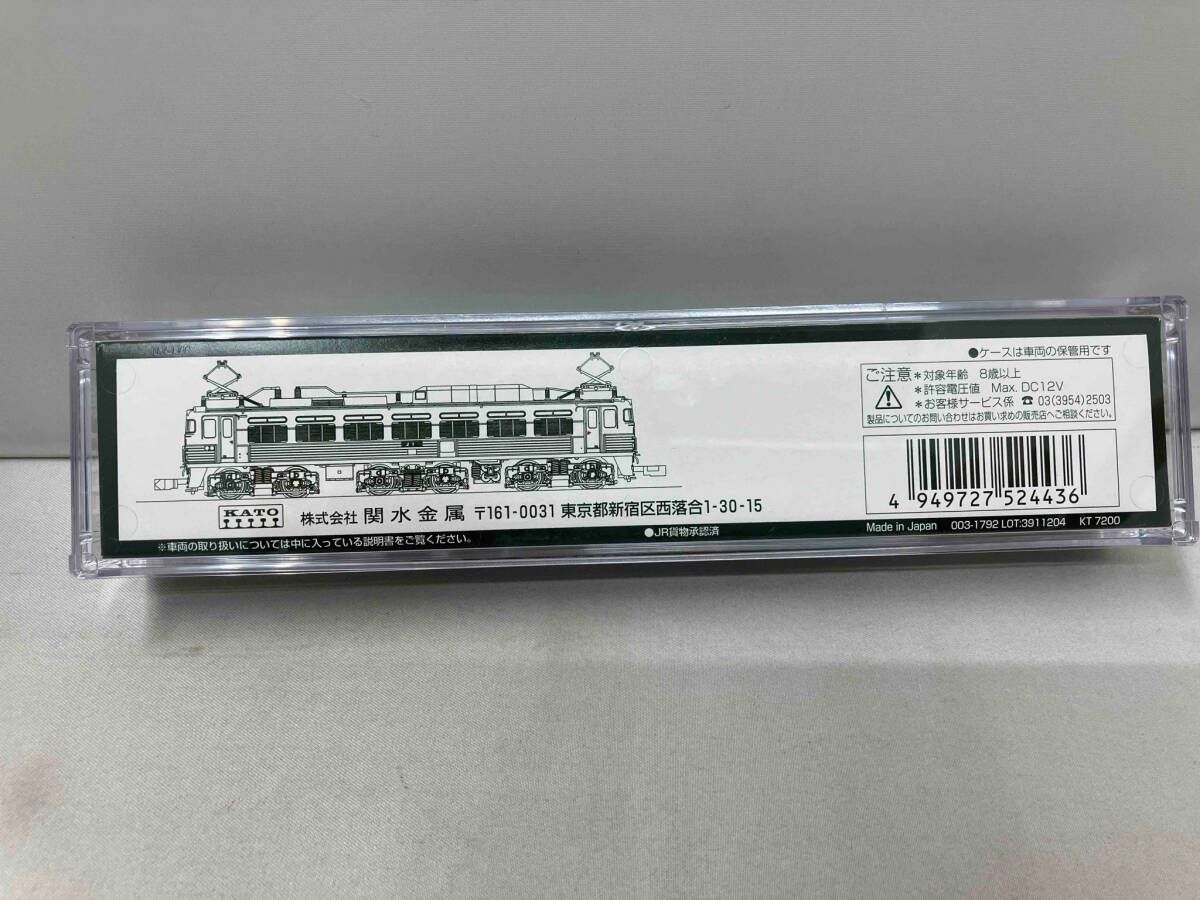 ●ケースは車両の保管用です
ご注意
＊対象年齢 8歳以上
＊許容電圧値 Max. DC12V
＊お客様サービス係 ☎ 03(3954)2503
製品についてのお問い合わせはお買い求めの販売店へご相談ください。
4 949727 524436
KATO
株式会社 関水金属 〒161-0031 東京都新宿区西落合1-30-15
Made in Japan 003-1792 LOT:3911204 KT 7200
●JR貨物承認済
※車両の取り扱いについては中に入っている説明書をご覧ください。